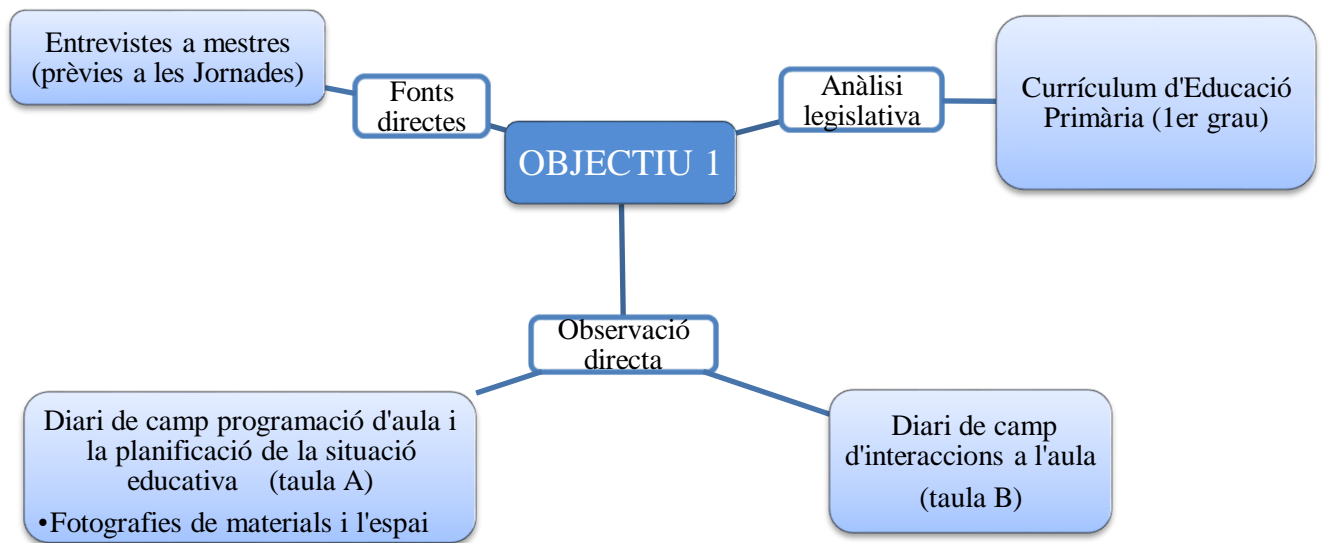 Entrevistes a mestres
(prèvies a les Jornades)
Fonts
directes
Anàlisi
legislativa
Currículum d'Educació
Primària (1er grau)
OBJECTIU 1
Observació
directa
Diari de camp programació d'aula i
la planificació de la situació
educativa (taula A)
•Fotografies de materials i l'espai
Diari de camp
d'interaccions a l'aula
(taula B)